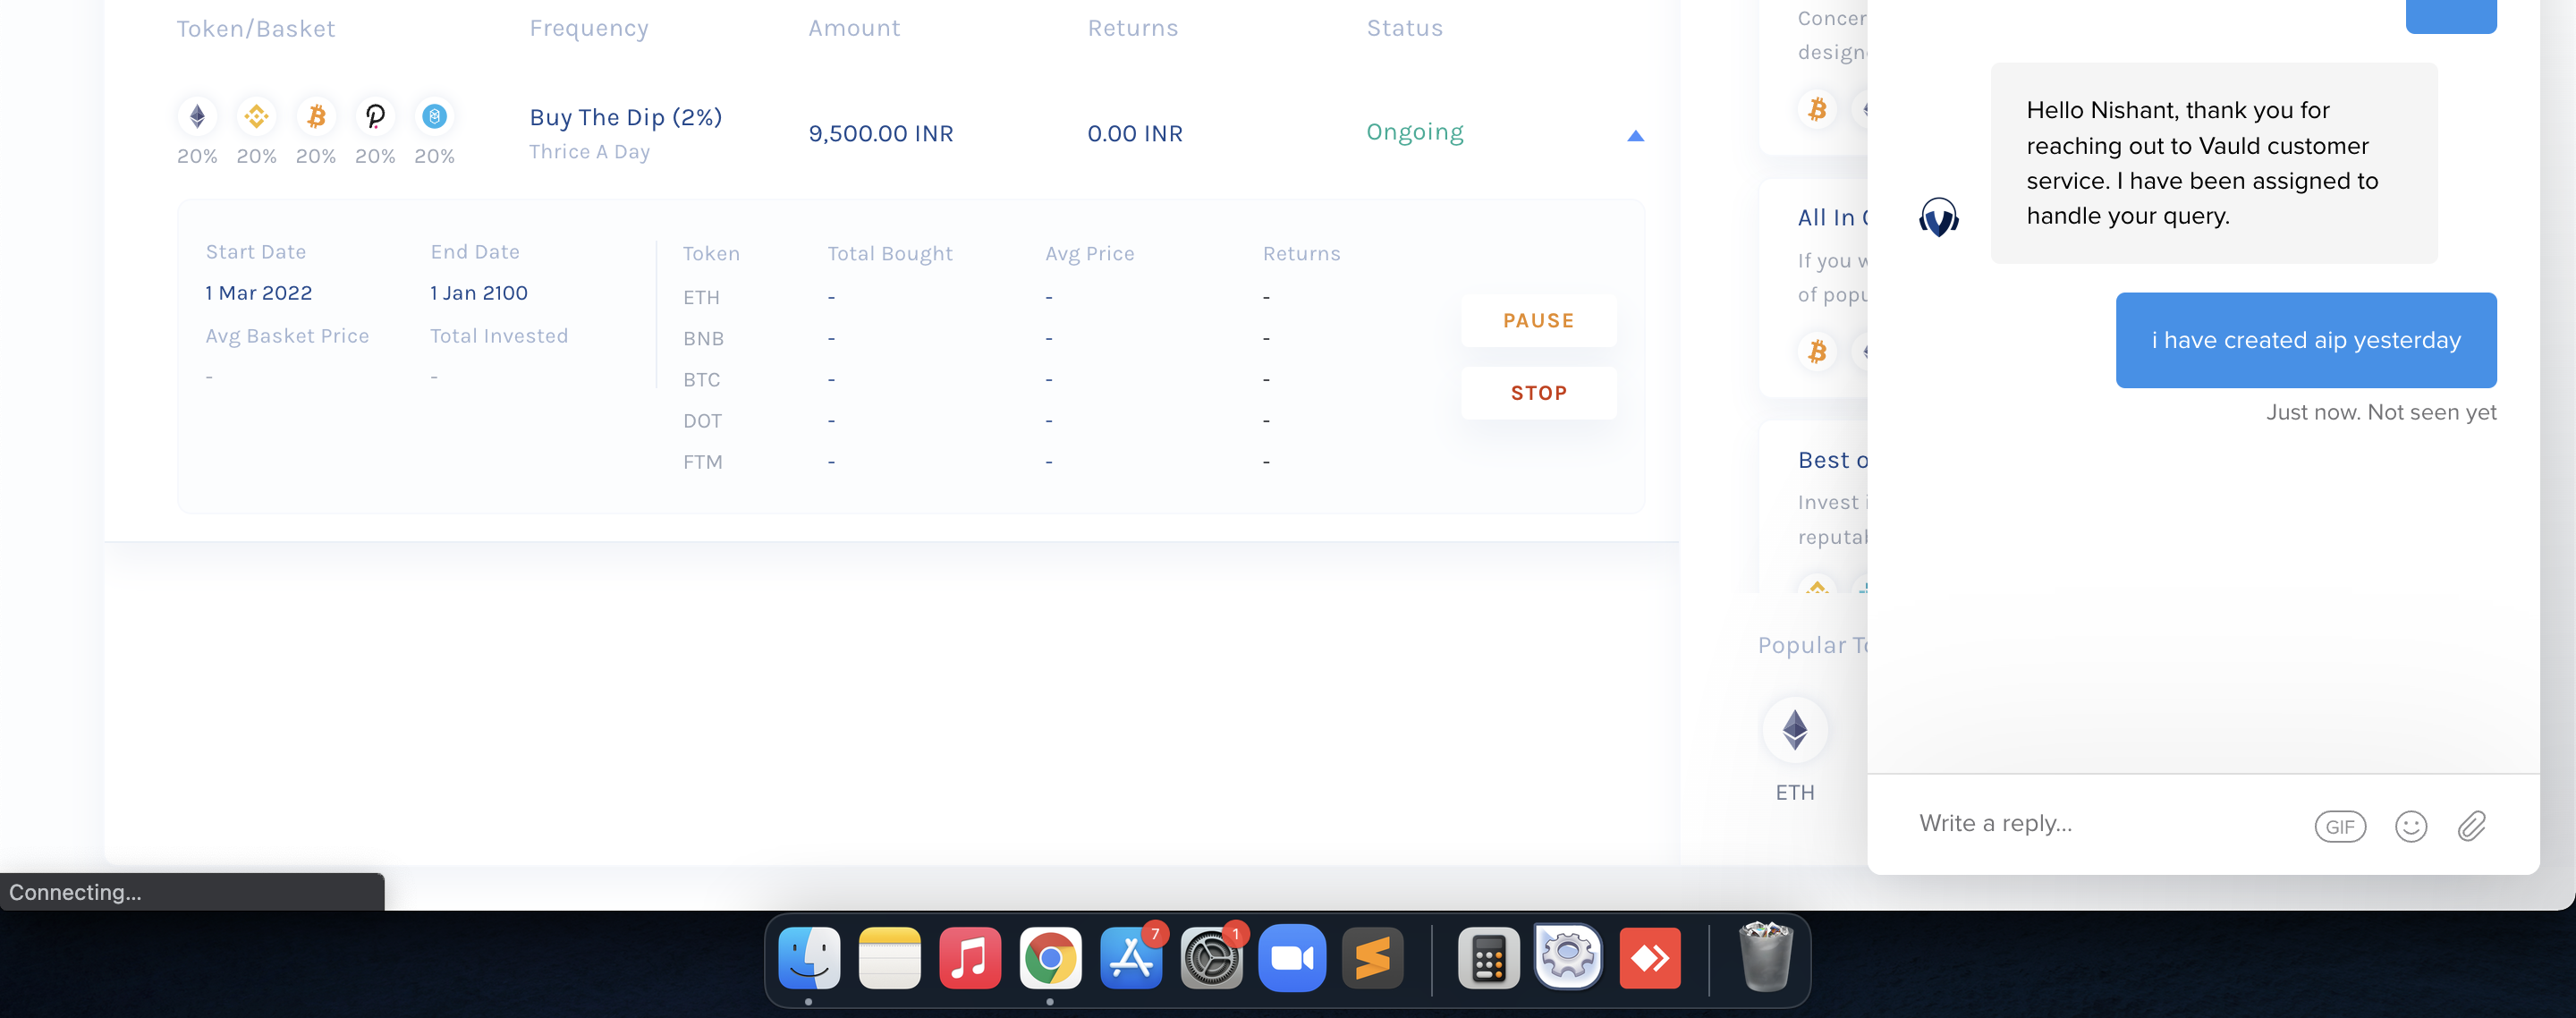 Token/Basket Frequency Amount Returns Status
20% 20% 20% 20% 20%
Buy The Dip (2%)
Thrice A Day
9,500.00 INR
0.00 INR
Ongoing
Start Date End Date
1 Mar 2022 1 Jan 2100
Avg Basket Price Total Invested
- -
Token Total Bought Avg Price Returns
ETH - - -
BNB - - -
BTC - - -
DOT - - -
FTM - - -
PAUSE
STOP
All In
If you
of
Best
Invest
Popular
ETH
Hello Nishant, thank you for
reaching out to Vauld customer
service. I have been assigned to
handle your query.
i have created aip yesterday
Just now. Not seen yet
Write a reply...
GIF
Connecting...
7
1